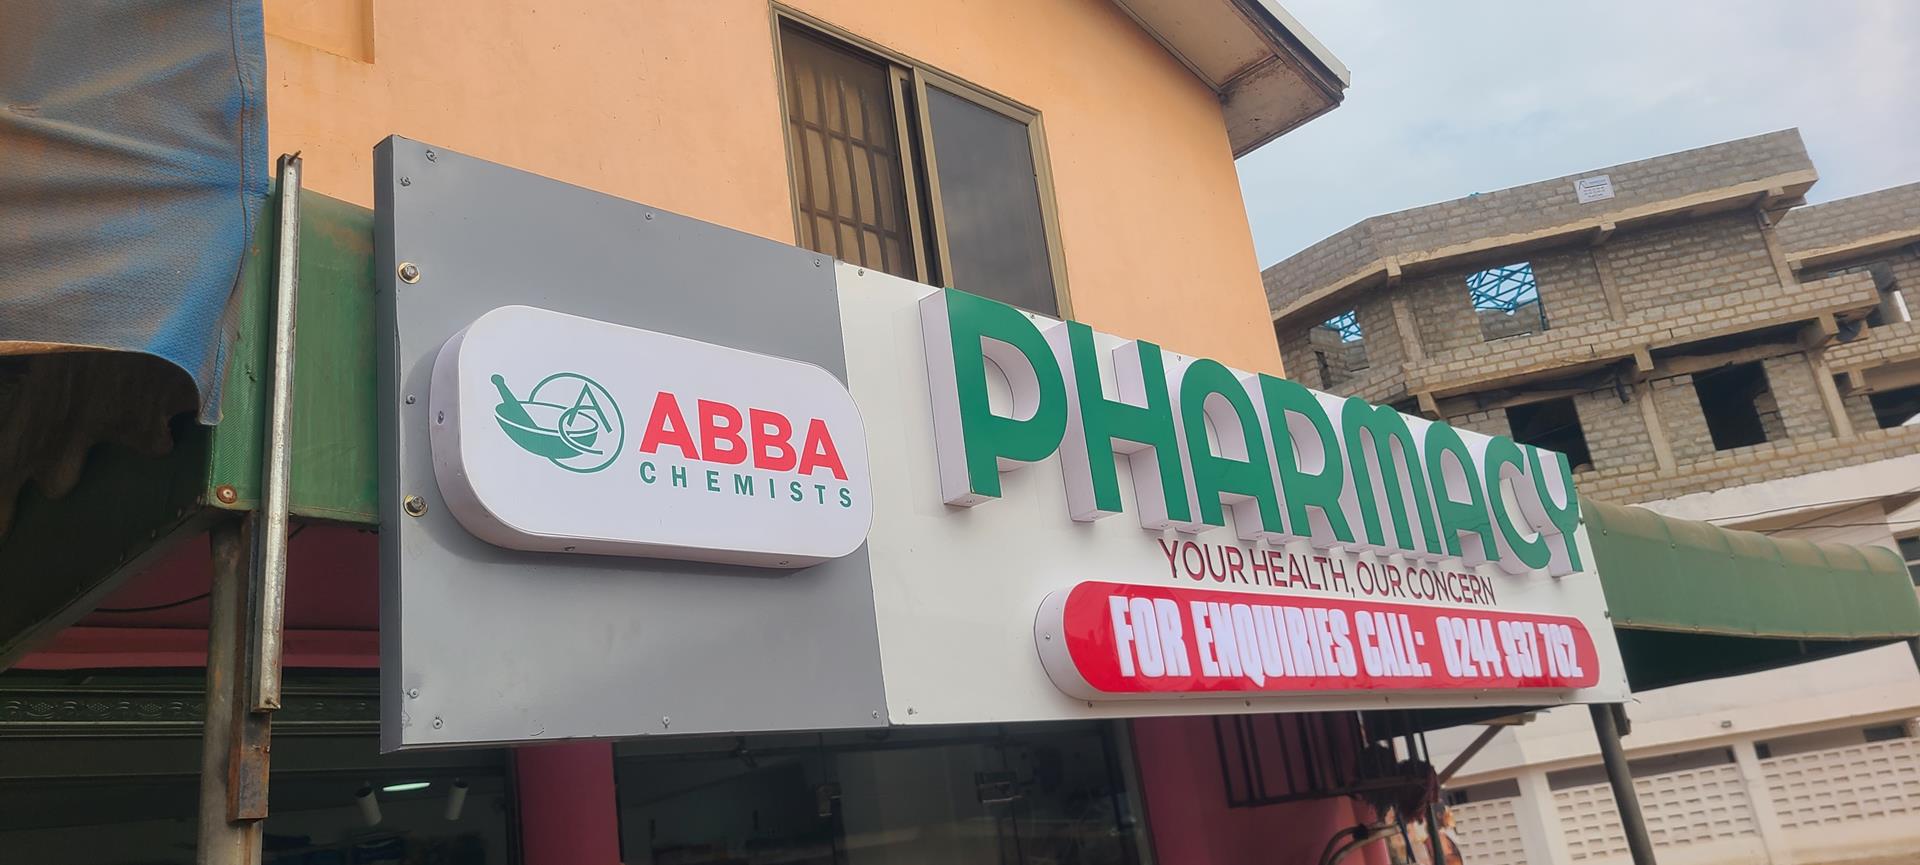 ABBA
CHEMISTS
PHARMACY
YOUR HEALTH, OUR CONCERN
FOR ENQUIRIES CALL: 0244 937 762